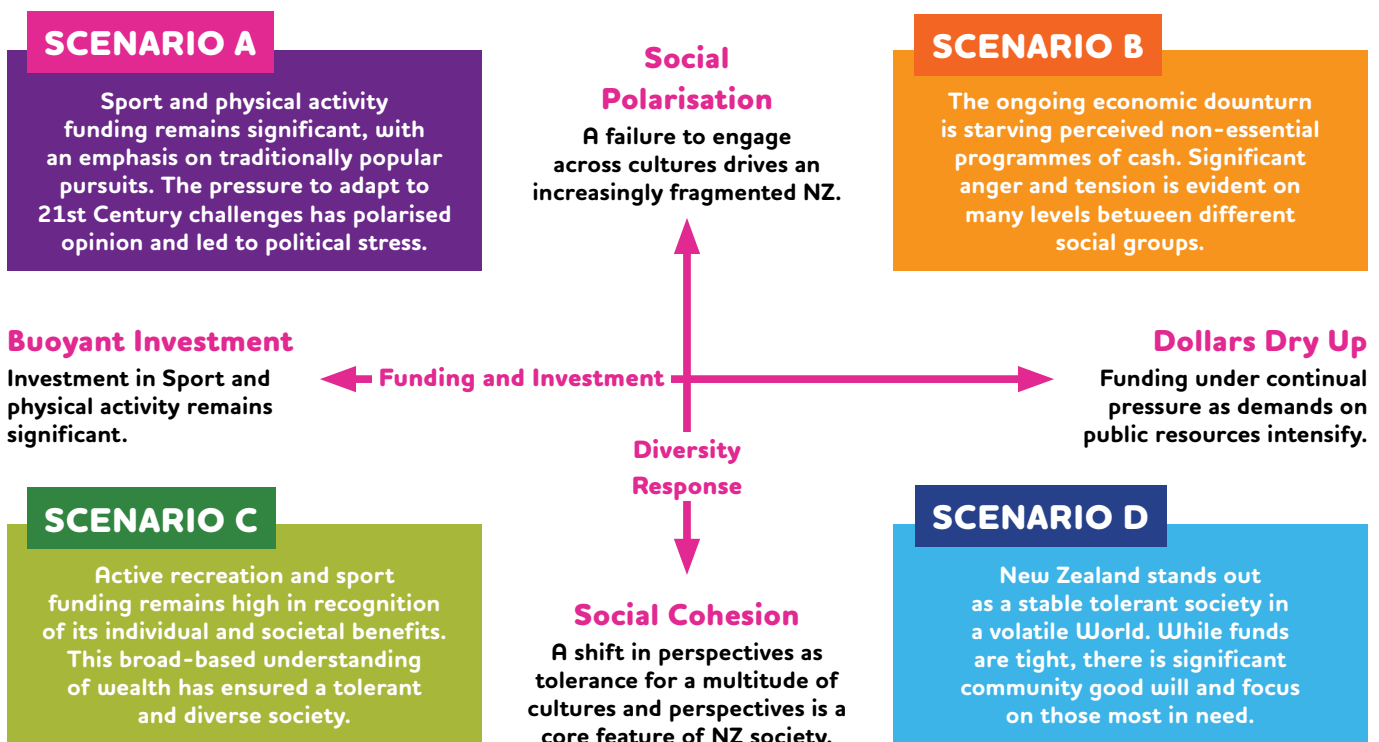 SCENARIO A
Sport and physical activity
funding remains significant, with
an emphasis on traditionally popular
pursuits. The pressure to adapt to
21st Century challenges has polarised
opinion and led to political stress.
Social
Polarisation
A failure to engage
across cultures drives an
increasingly fragmented NZ.
SCENARIO B
The ongoing economic downturn
is starving perceived non-essential
programmes of cash. Significant
anger and tension is evident on
many levels between different
social groups.
Buoyant Investment
Investment in Sport and
physical activity remains
significant.
Funding and Investment
Dollars Dry Up
Funding under continual
pressure as demands on
public resources intensify.
Diversity
Response
SCENARIO C
Active recreation and sport
funding remains high in recognition
of its individual and societal benefits.
This broad-based understanding
of wealth has ensured a tolerant
and diverse society.
Social Cohesion
A shift in perspectives as
tolerance for a multitude of
cultures and perspectives is a
core feature of NZ society.
SCENARIO D
New Zealand stands out
as a stable tolerant society in
a volatile World. While funds
are tight, there is significant
community good will and focus
on those most in need.